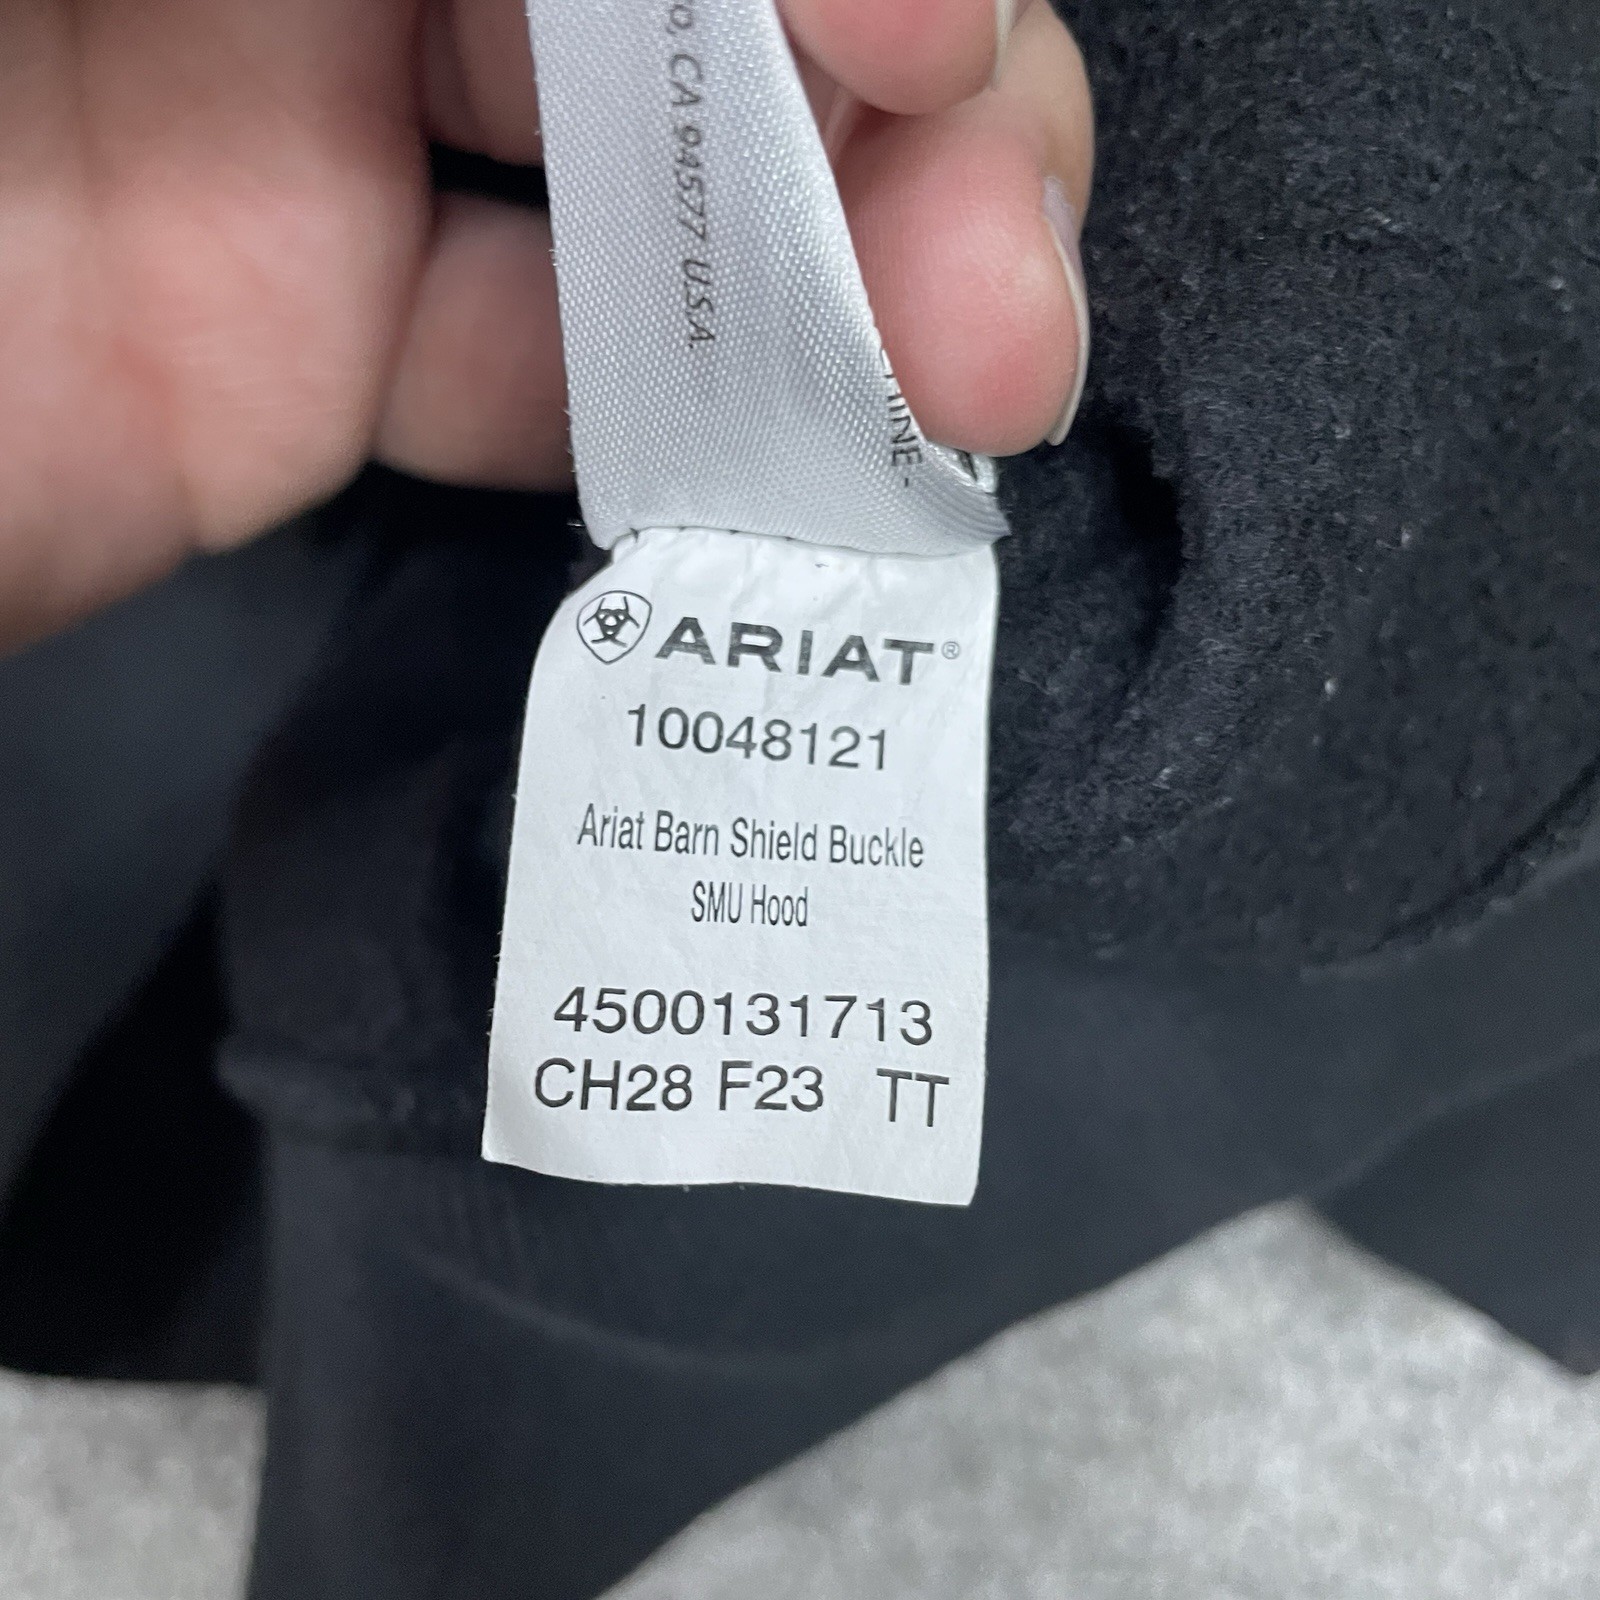 CA 94577 USA.
ARIAT®
10048121
Ariat Barn Shield Buckle
SMU Hood
4500131713
CH28 F23 TT